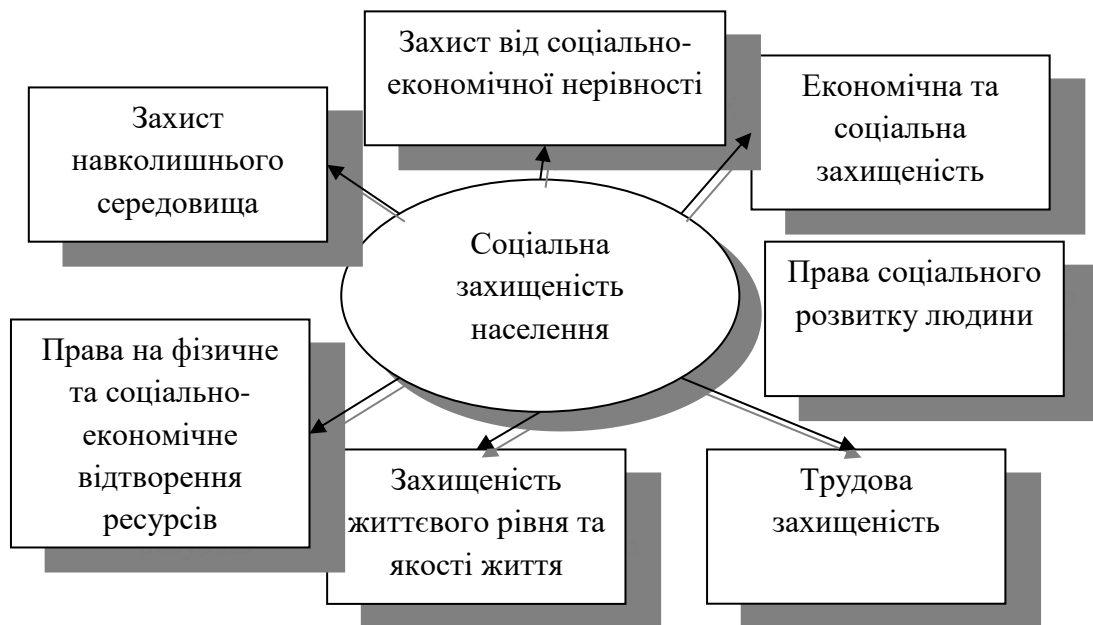 Захист від соціально-
економічної нерівності
Економічна та
соціальна
захищеність
Захист
навколишнього
середовища
Соціальна
захищеність
населення
Права соціального
розвитку людини
Права на фізичне
та соціально-
економічне
відтворення
ресурсів
Захищеність
життєвого рівня та
якості життя
Трудова
захищеність